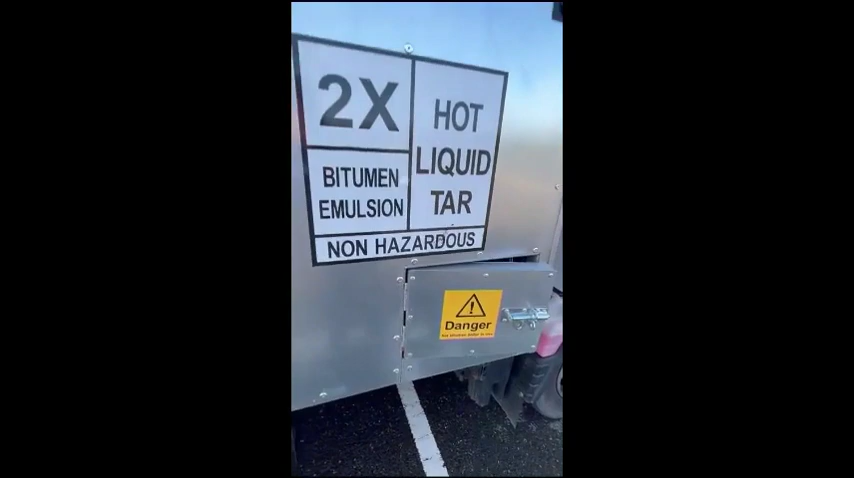 2X
BITUMEN
EMULSION
HOT
LIQUID
TAR
NON HAZARDOUS
Danger